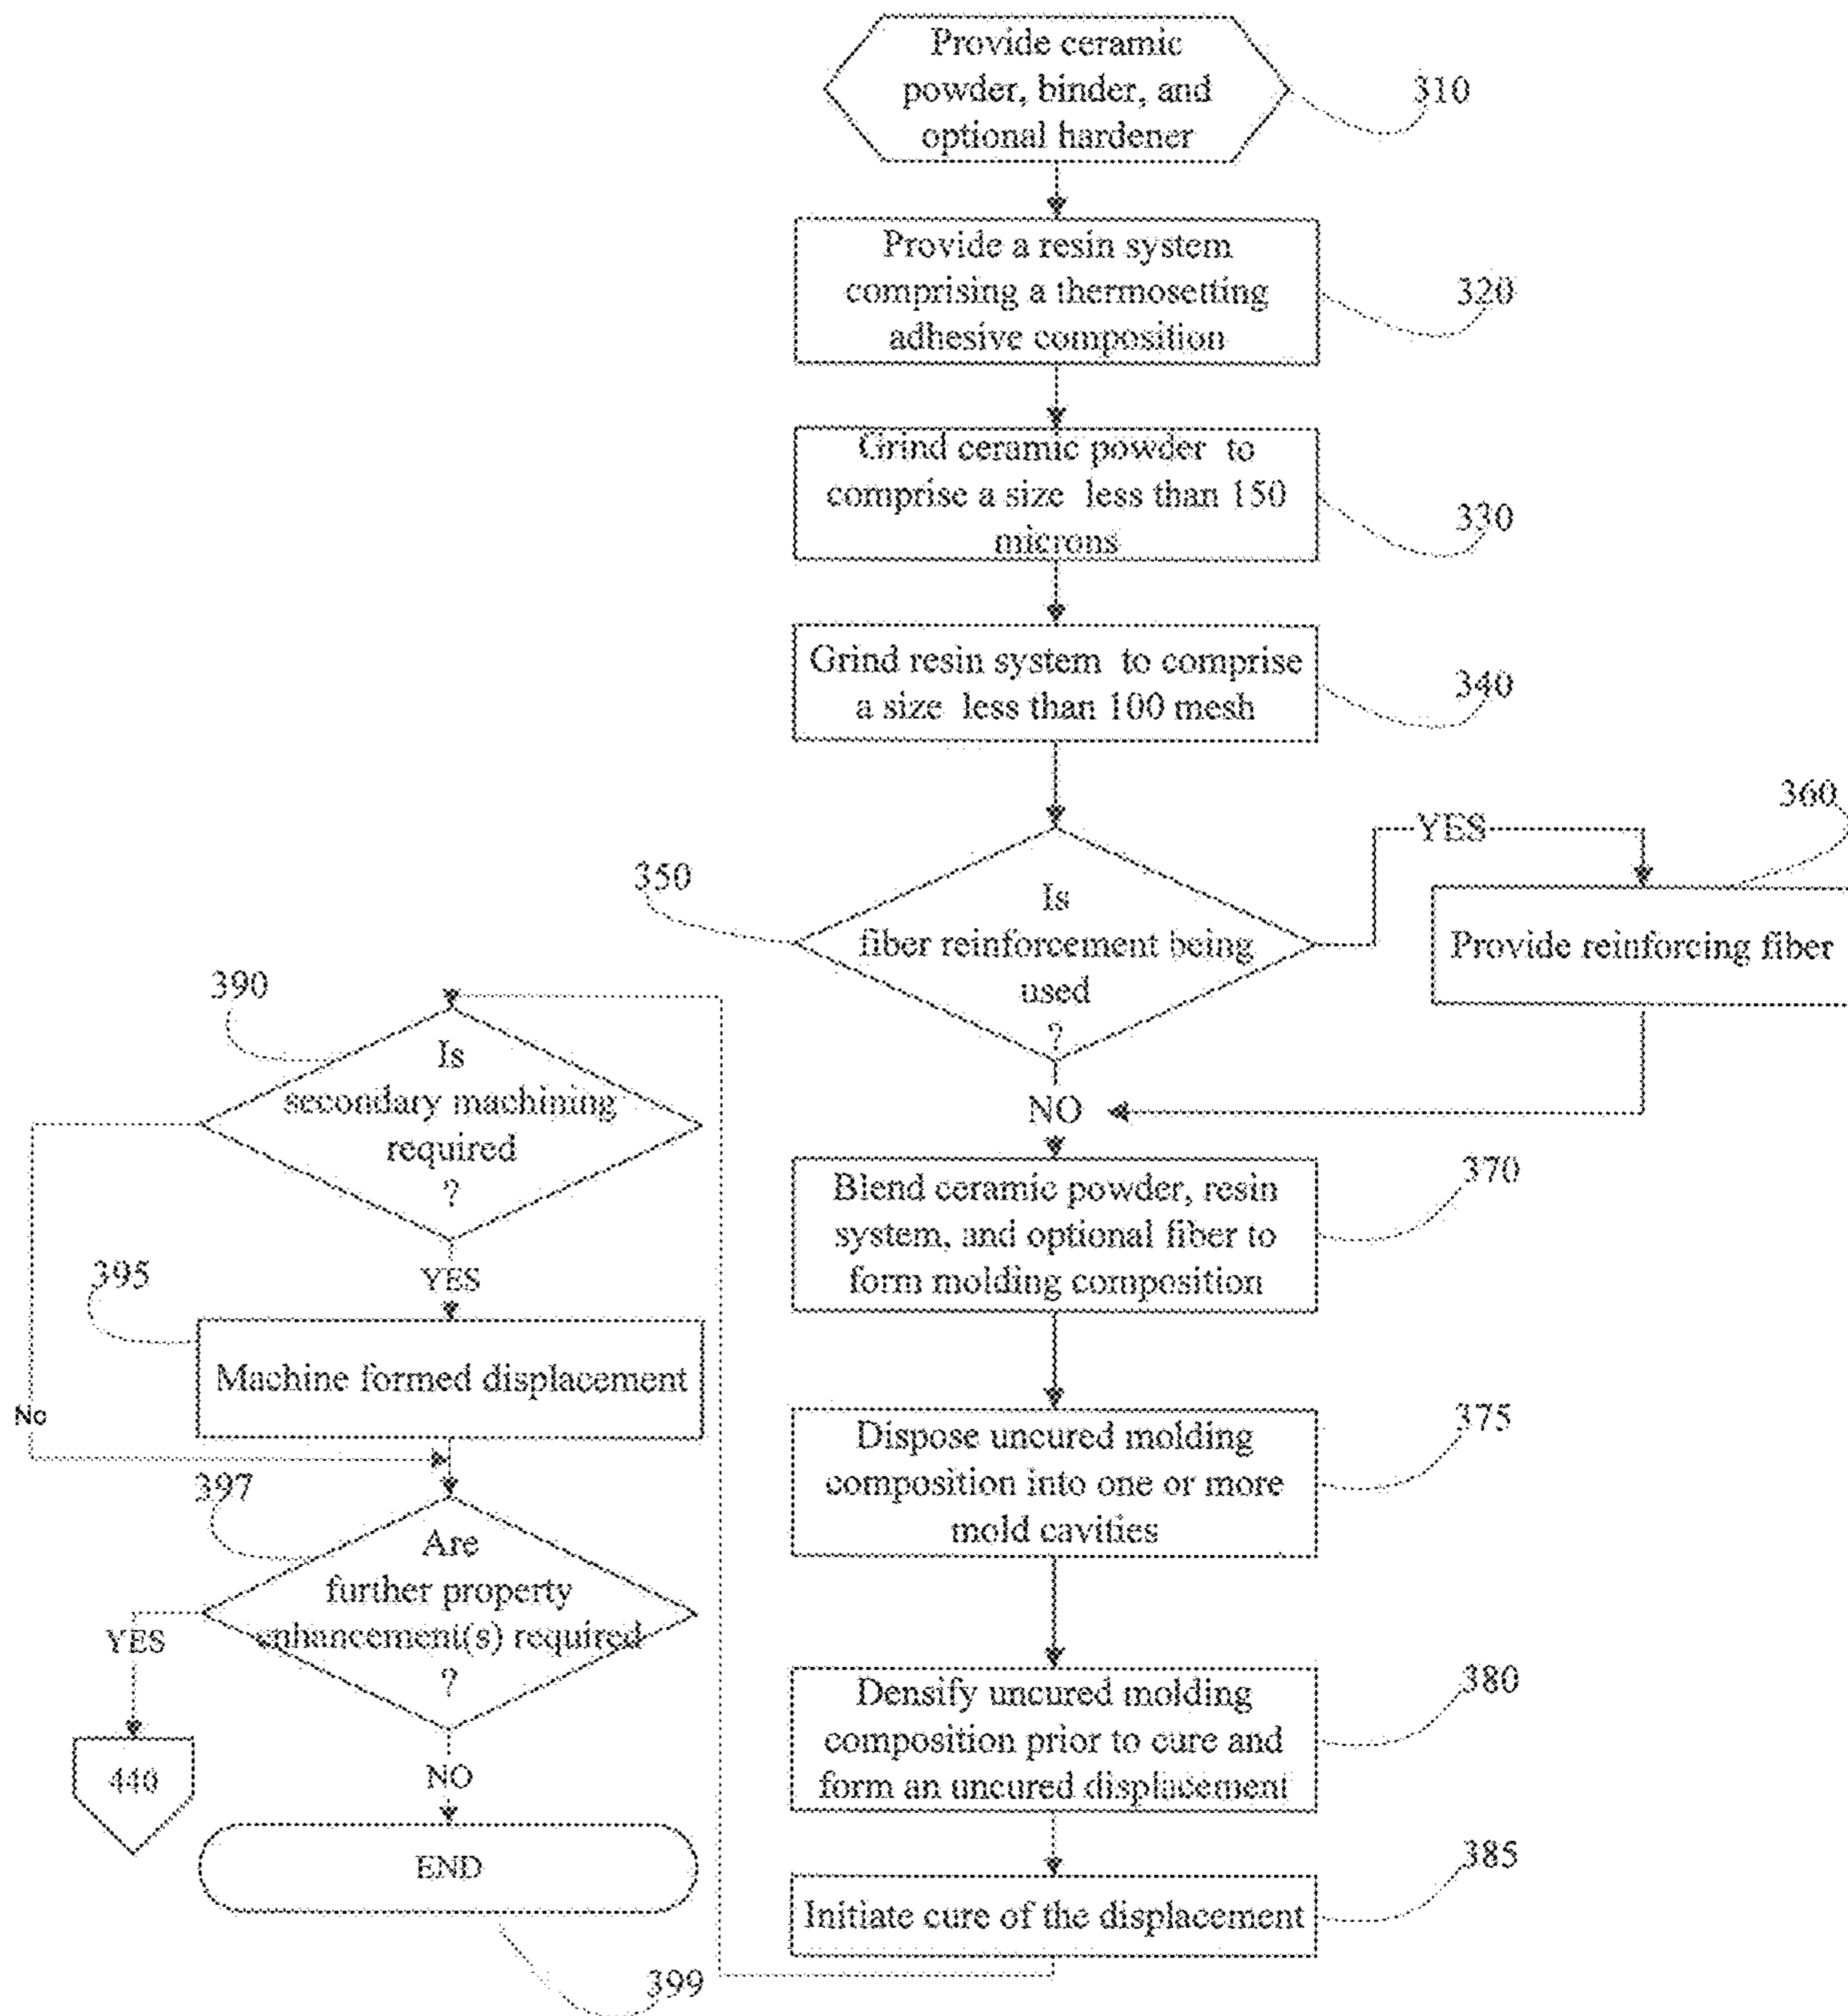 Provide ceramic
powder, binder, and
optional hardener
310
Provide a resin system
comprising a thermosetting
adhesive composition
320
Grind ceramic powder to
comprise a size less than 150
microns
330
Grind resin system to comprise
a size less than 100 mesh
340
350
Is
fiber reinforcement being
used
?
YES
360
Provide reinforcing fiber
NO
Blend ceramic powder, resin
system, and optional fiber to
form molding composition
370
Dispose uncured molding
composition into one or more
mold cavities
375
Densify uncured molding
composition prior to cure and
form an uncured displacement
380
Initiate cure of the displacement
385
390
Is
secondary machining
required
?
YES
No
395
Machine formed displacement
397
Are
further property
enhancement(s) required
?
YES
440
NO
END
399